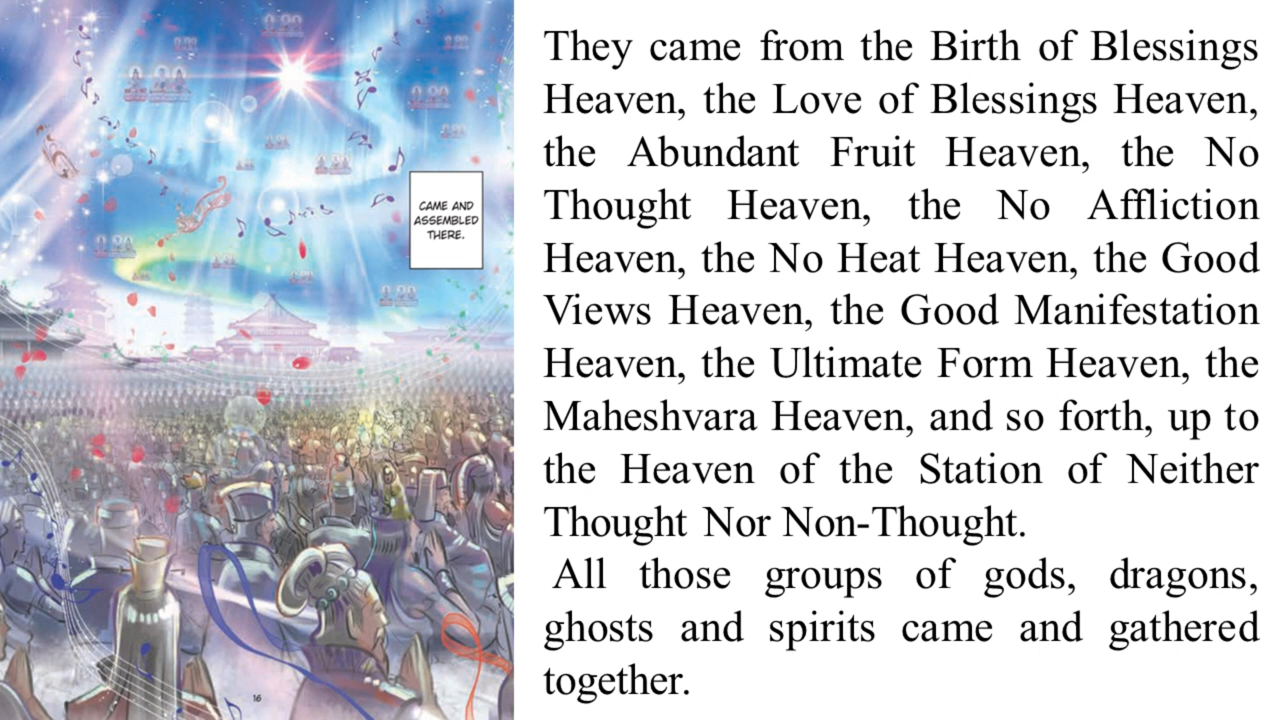 CAME AND
ASSEMBLED
THERE.
16
They came from the Birth of Blessings
Heaven, the Love of Blessings Heaven,
the Abundant Fruit Heaven, the No
Thought Heaven, the No Affliction
Heaven, the No Heat Heaven, the Good
Views Heaven, the Good Manifestation
Heaven, the Ultimate Form Heaven, the
Maheshvara Heaven, and so forth, up to
the Heaven of the Station of Neither
Thought Nor Non-Thought.
All those groups of gods, dragons,
ghosts and spirits came and gathered
together.